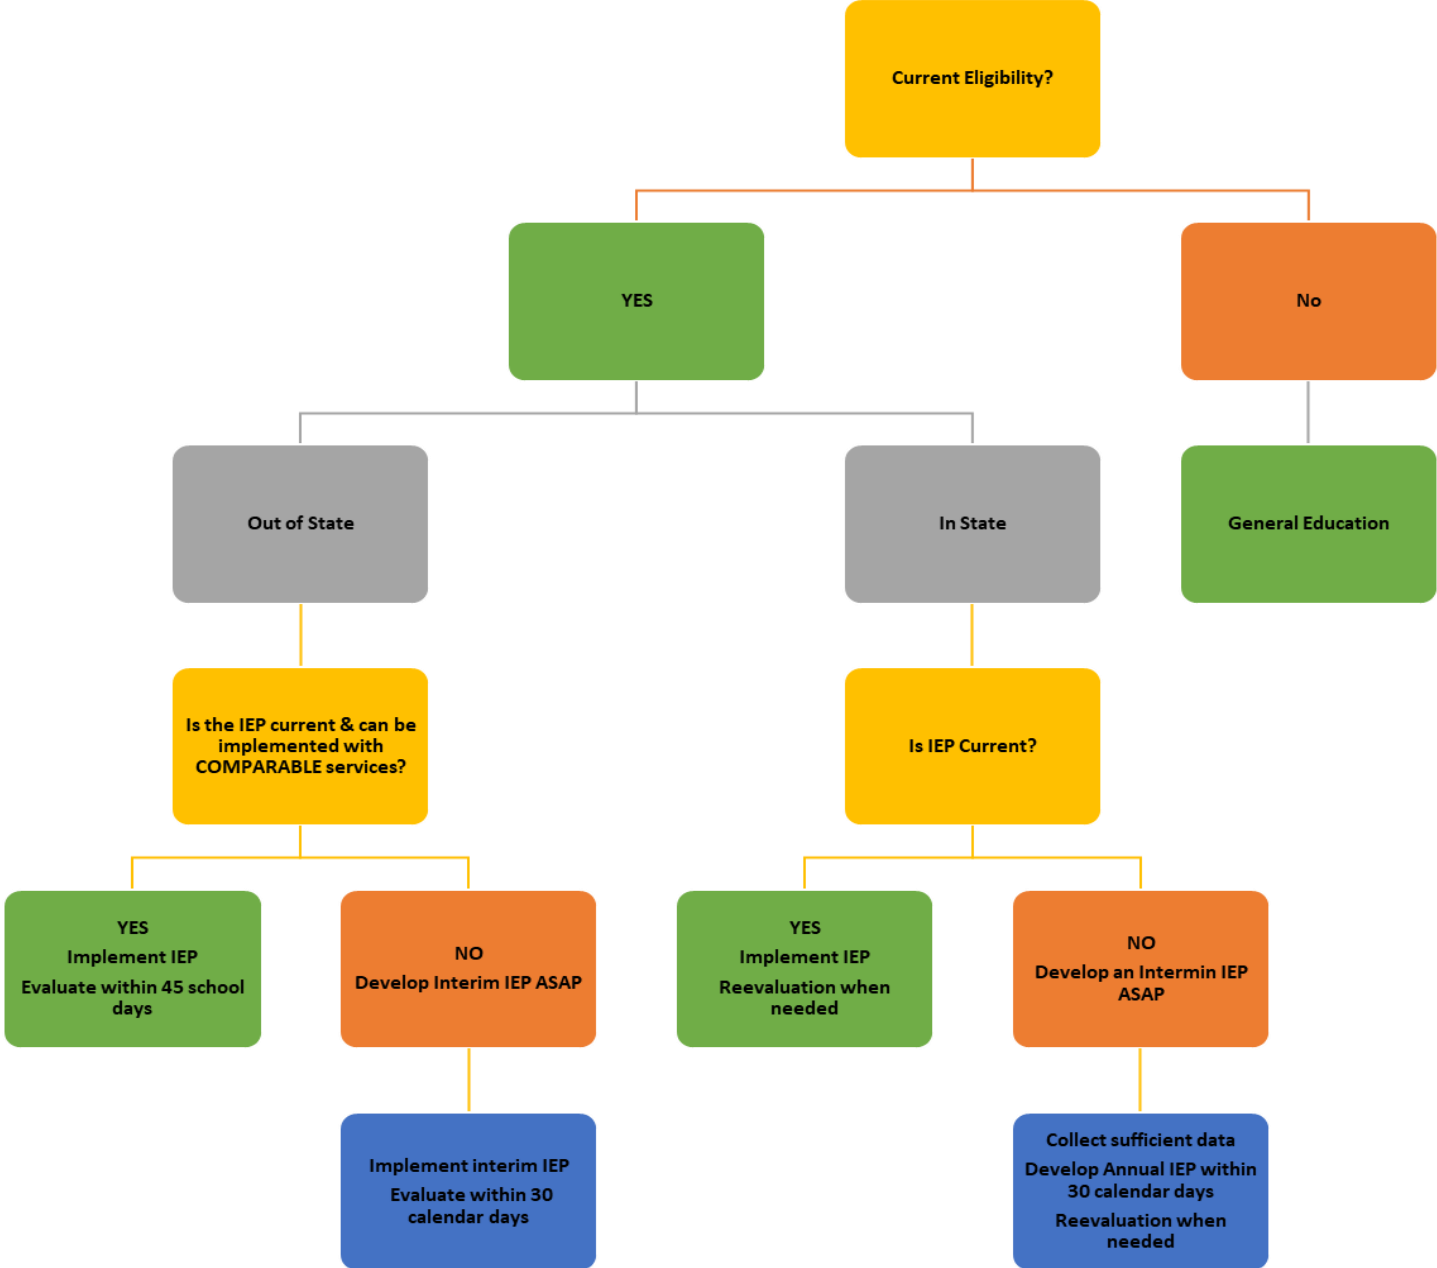 Current Eligibility?
YES
No
Out of State
In State
General Education
Is the IEP current & can be
implemented with
COMPARABLE services?
Is IEP Current?
YES
Implement IEP
Evaluate within 45 school
days
NO
Develop Interim IEP ASAP
YES
Implement IEP
Reevaluation when
needed
NO
Develop an Intermin IEP
ASAP
Implement interim IEP
Evaluate within 30
calendar days
Collect sufficient data
Develop Annual IEP within
30 calendar days
Reevaluation when
needed